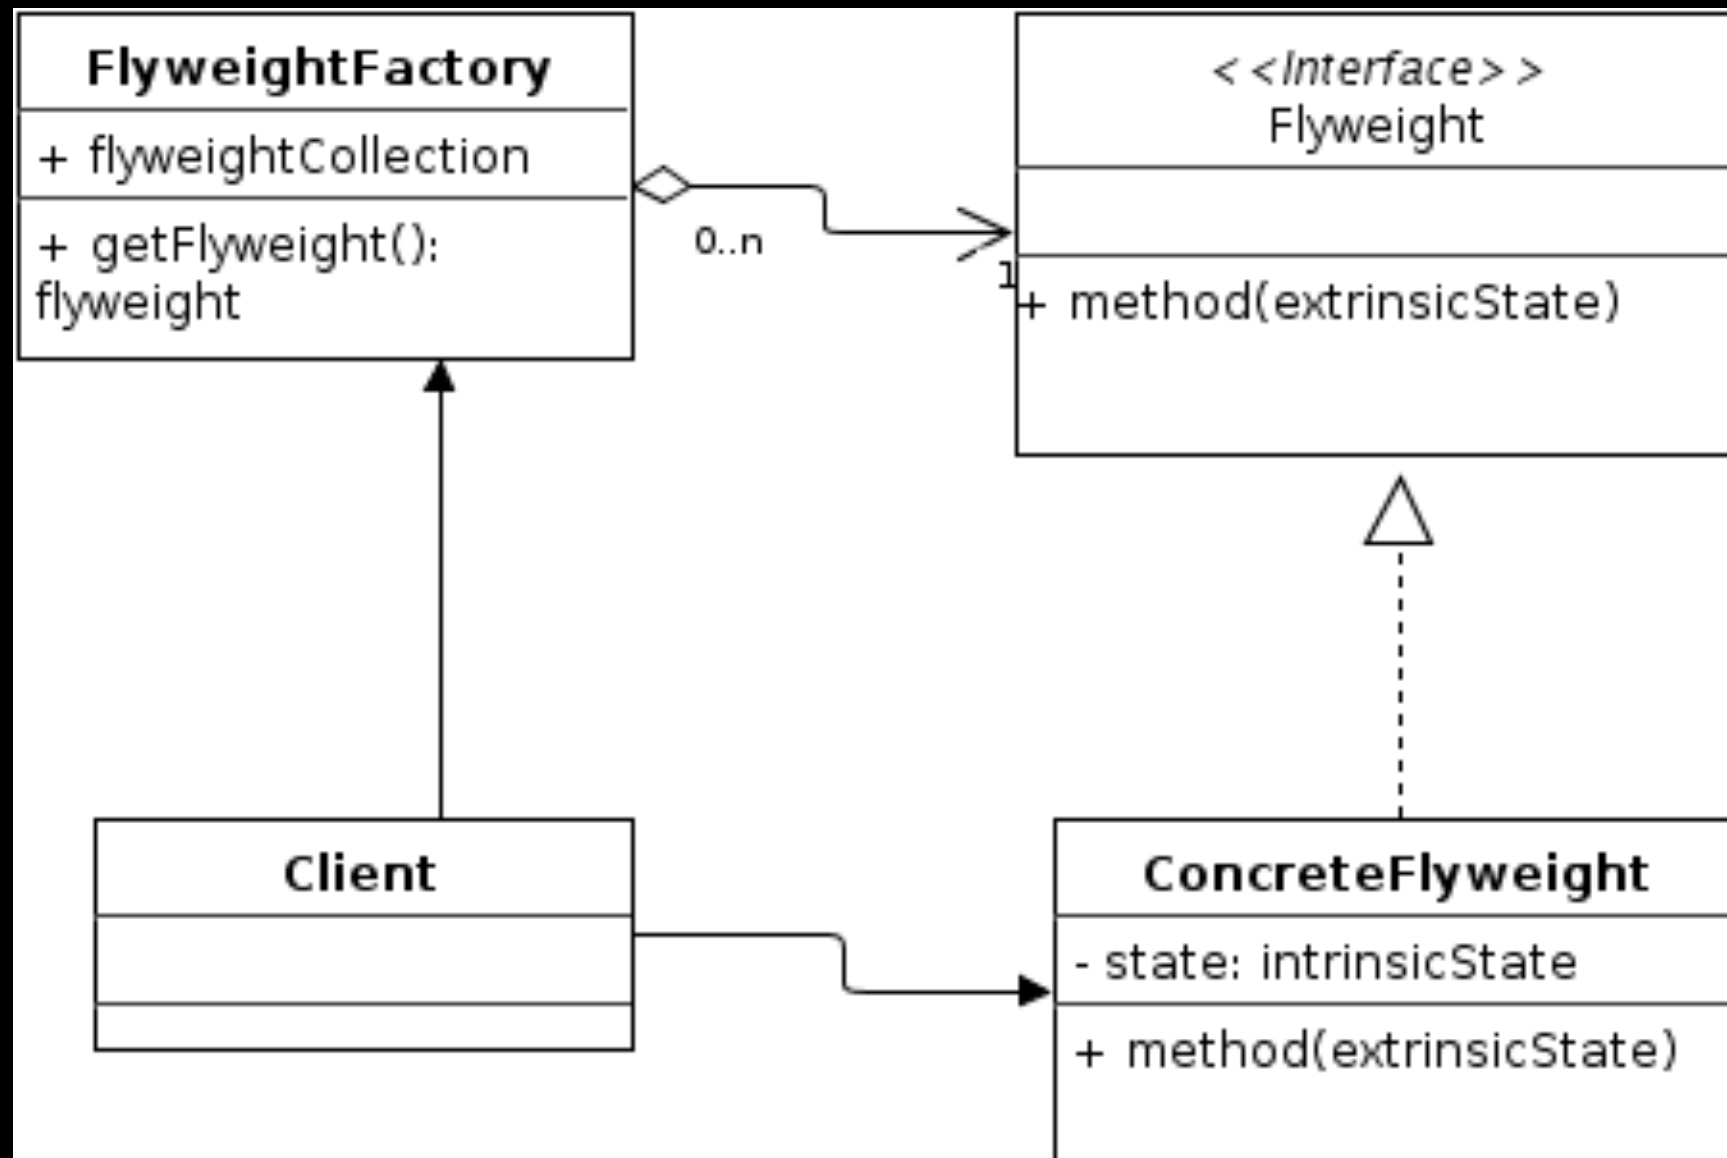 FlyweightFactory
+ flyweightCollection
+ getFlyweight():
flyweight
0..n
1
<<Interface>>
Flyweight
+ method(extrinsicState)
Client
ConcreteFlyweight
- state: intrinsicState
+ method(extrinsicState)